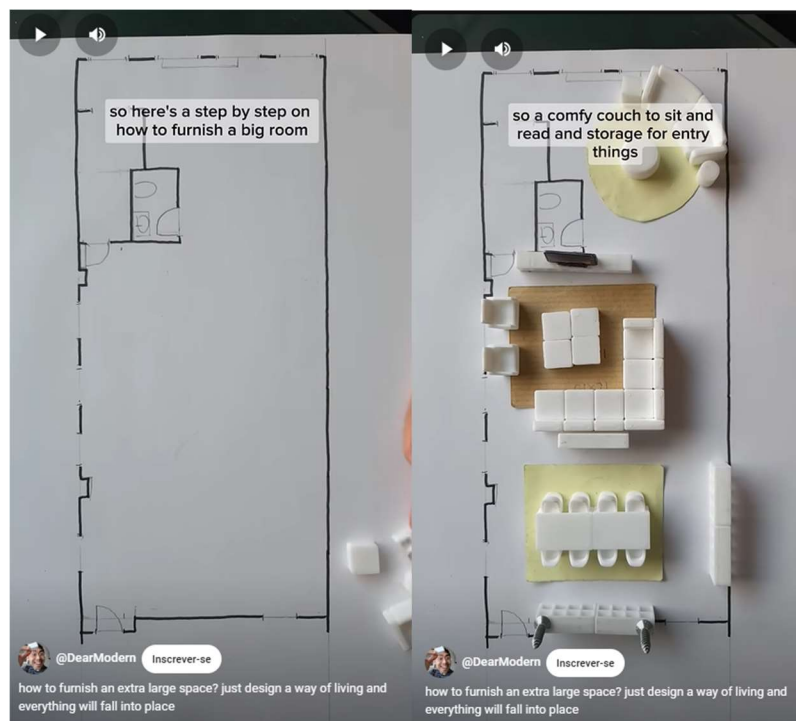 so here's a step by step on
how to furnish a big room
@DearModern
Inscrever-se
how to furnish an extra large space? just design a way of living and
everything will fall into place
so a comfy couch to sit and
read and storage for entry
things
@DearModern
Inscrever-se
how to furnish an extra large space? just design a way of living and
everything will fall into place